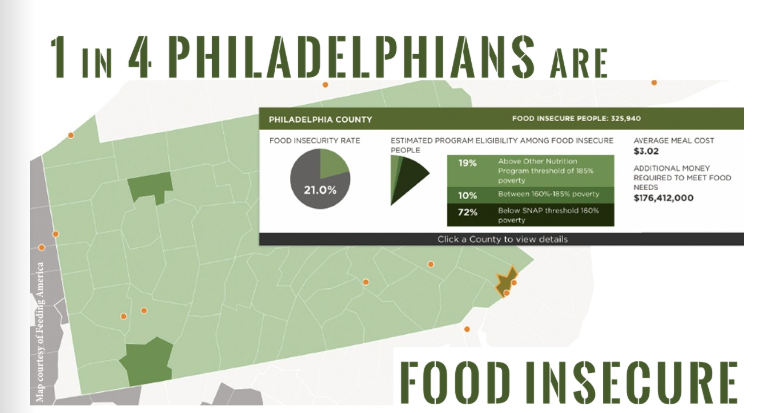 1 IN 4 PHILADELPHIANS ARE
PHILADELPHIA COUNTY
FOOD INSECURE PEOPLE: 325,940
FOOD INSECURITY RATE
21.0%
ESTIMATED PROGRAM ELIGIBILITY AMONG FOOD INSECURE
PEOPLE
19% Above Other Nutrition
Program threshold of 185%
poverty
10% Between 160%-185% poverty
72% Below SNAP threshold 160%
poverty
AVERAGE MEAL COST
$3.02
ADDITIONAL MONEY
REQUIRED TO MEET FOOD
NEEDS
$176,412,000
Click a County to view details
Map courtesy of Feeding America
FOOD INSECURE